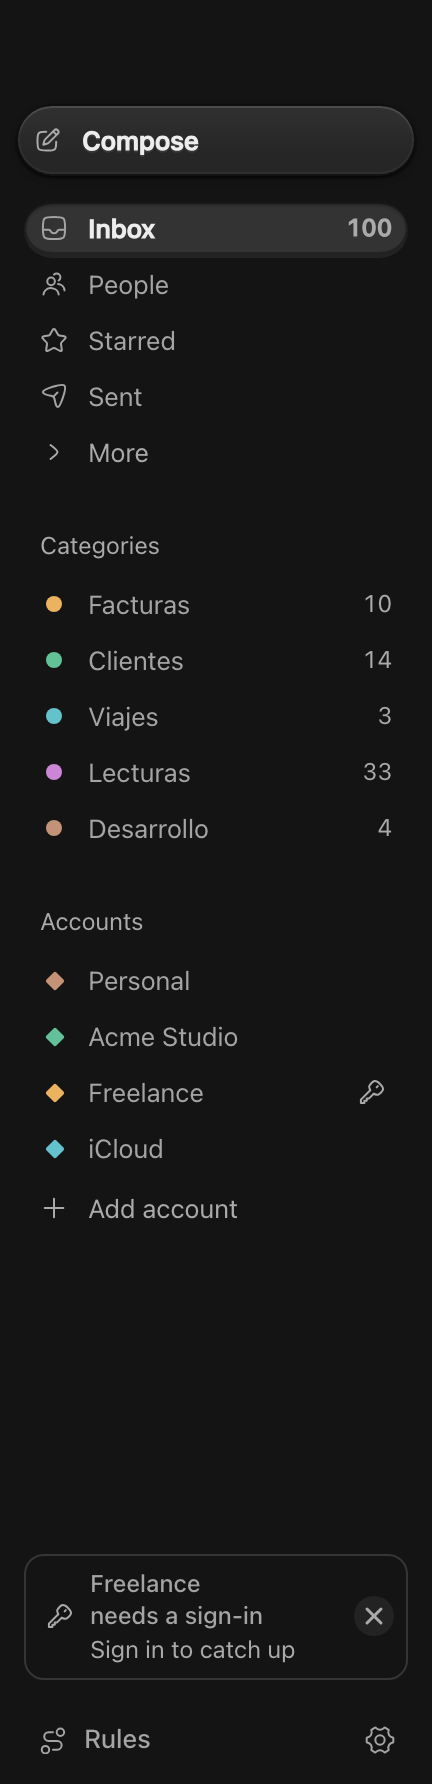 Compose
Inbox 100
People
Starred
Sent
More
Categories
Facturas 10
Clientes 14
Viajes 3
Lecturas 33
Desarrollo 4
Accounts
Personal
Acme Studio
Freelance
iCloud
Add account
Freelance
needs a sign-in
Sign in to catch up
Rules